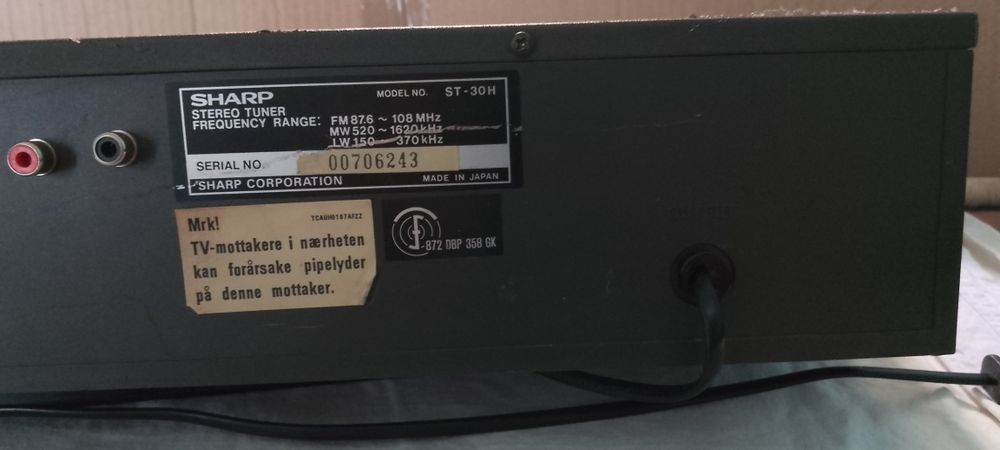 SHARP
MODEL NO. ST-30H
STEREO TUNER
FREQUENCY RANGE: FM 87.6 ~ 108 MHz
MW 520 ~ 1620 kHz
LW 150 ~ 370 kHz
SERIAL NO. 00706243
SHARP CORPORATION MADE IN JAPAN
Mrk! TCAUH0187AFZZ
TV-mottakere i nærheten
kan forårsake pipelyder
på denne mottaker.
-872 DBP 358 GK